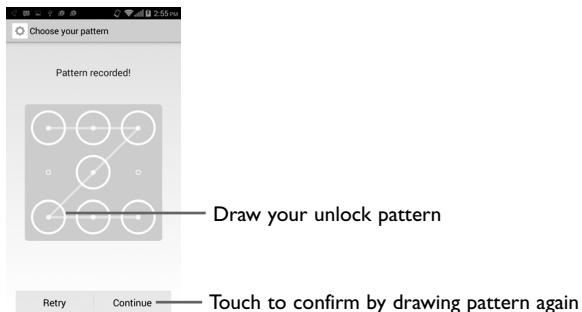 2:55 PM
Choose your pattern
Pattern recorded!
Draw your unlock pattern
Retry Continue
Touch to confirm by drawing pattern again